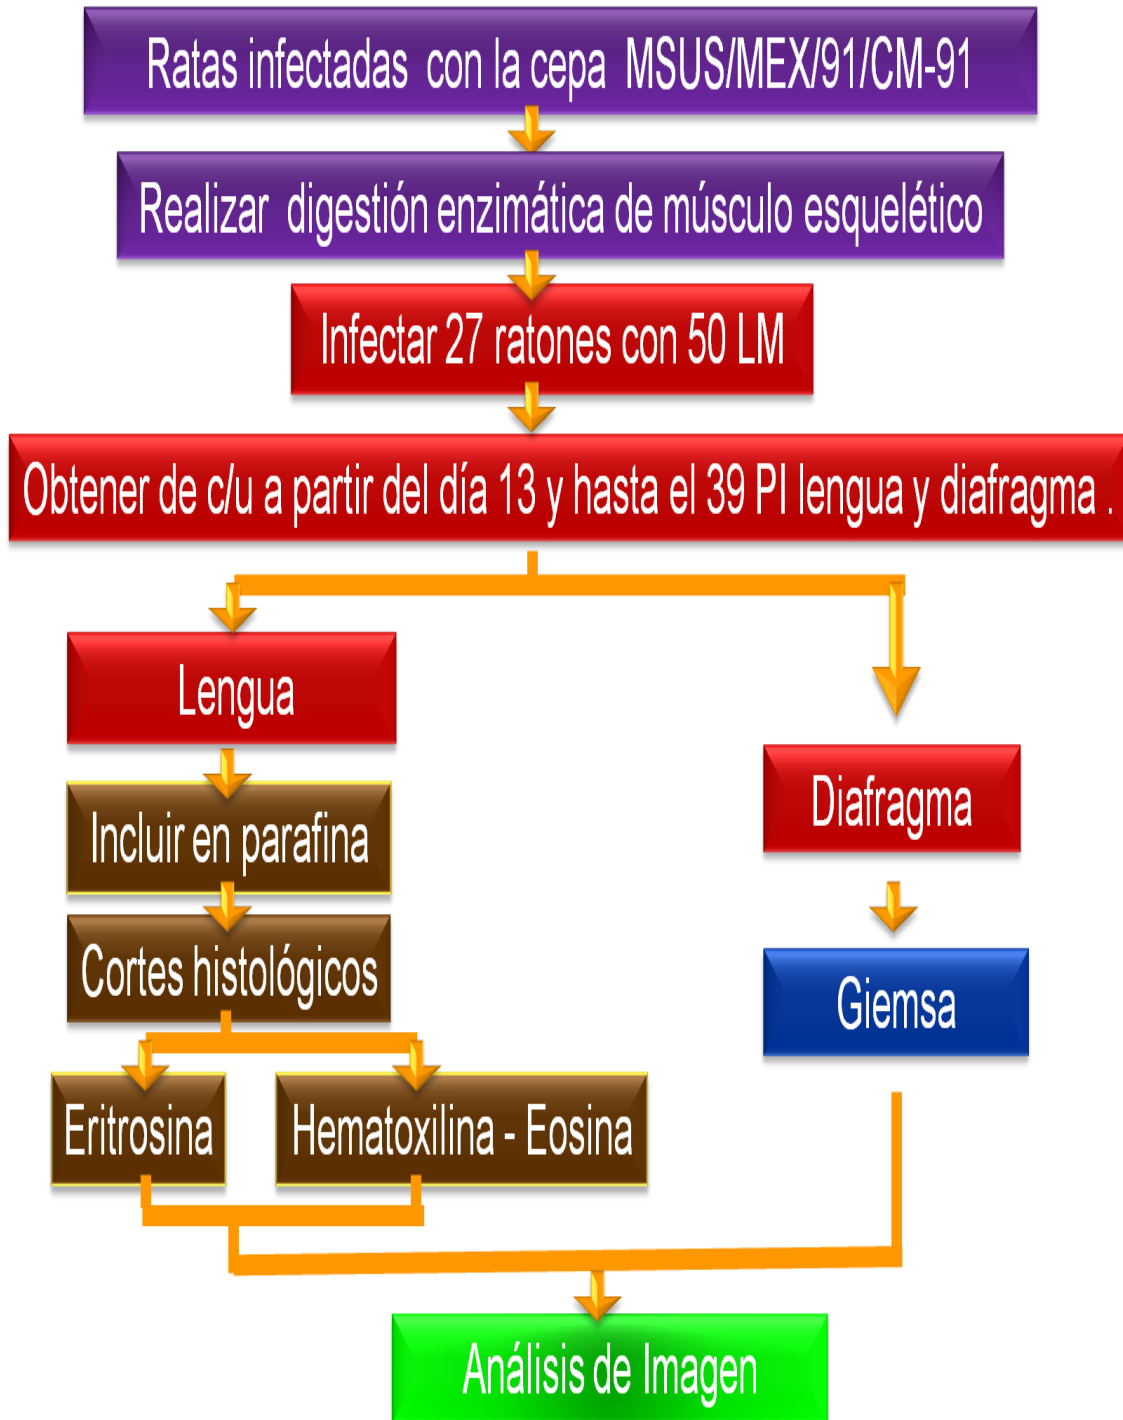 Ratas infectadas con la cepa MSUS/MEX/91/CM-91
Realizar digestión enzimática de músculo esquelético
Infectar 27 ratones con 50 LM
Obtener de c/u a partir del día 13 y hasta el 39 PI lengua y diafragma .
Lengua
Incluir en parafina
Cortes histológicos
Eritrosina
Hematoxilina - Eosina
Diafragma
Giemsa
Análisis de Imagen